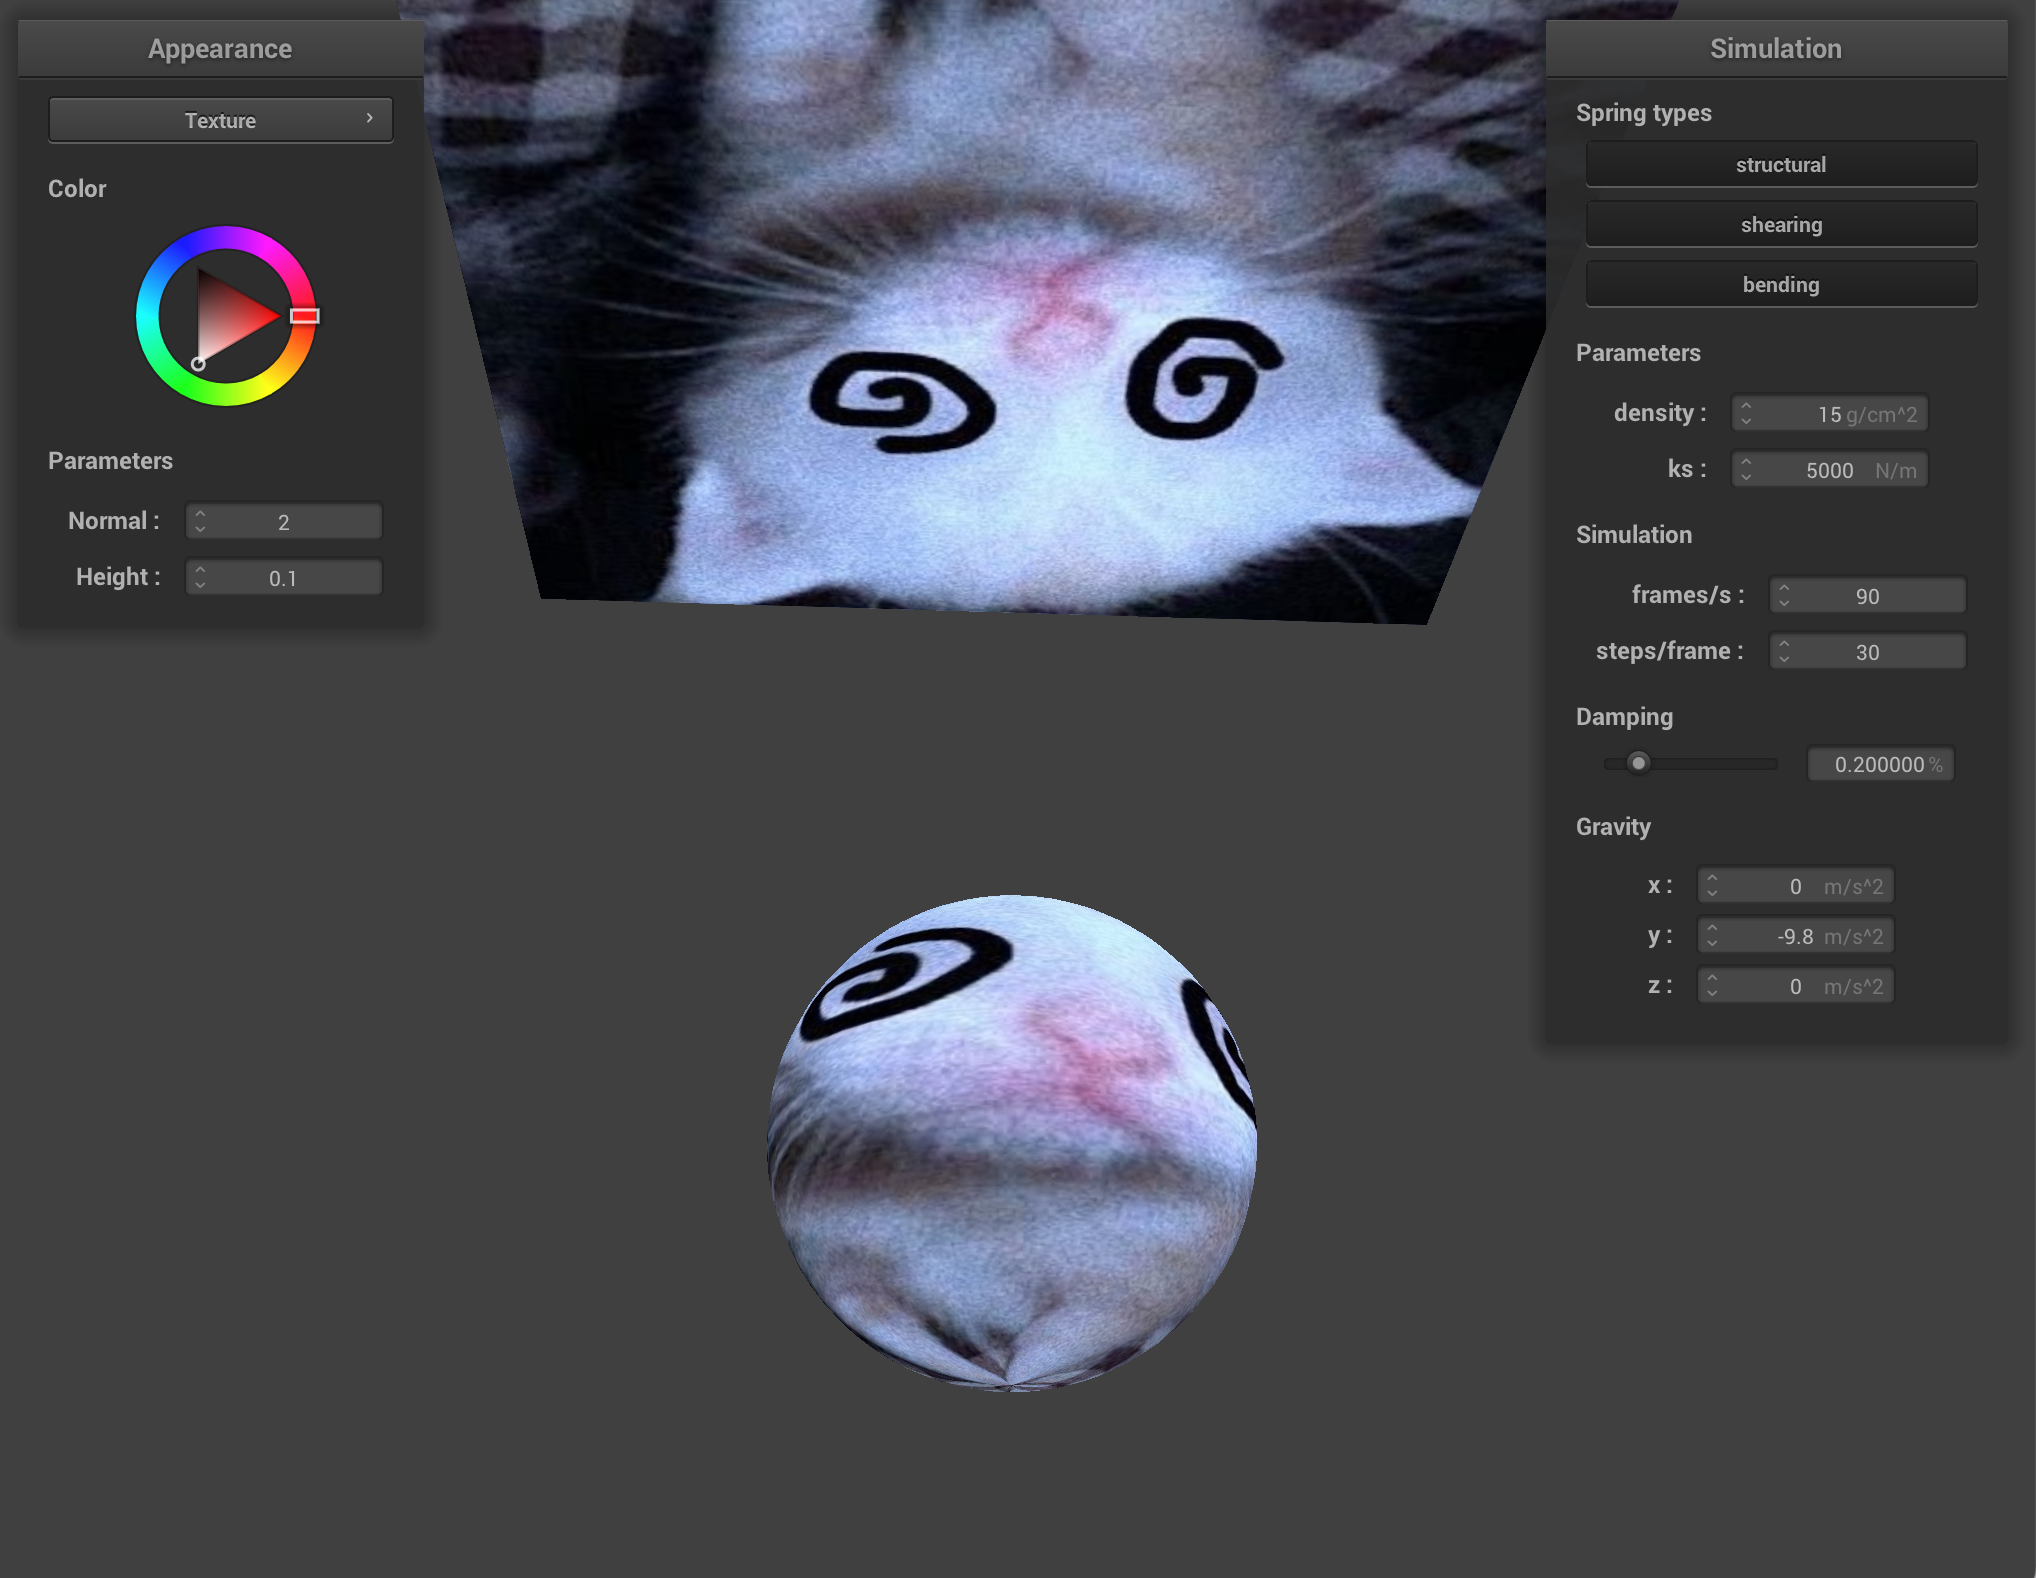 Appearance
Texture
Color
Parameters
Normal : 2
Height : 0.1
Simulation
Spring types
structural
shearing
bending
Parameters
density : 15 g/cm^2
ks : 5000 N/m
Simulation
frames/s : 90
steps/frame : 30
Damping
0.200000 %
Gravity
x : 0 m/s^2
y : -9.8 m/s^2
z : 0 m/s^2